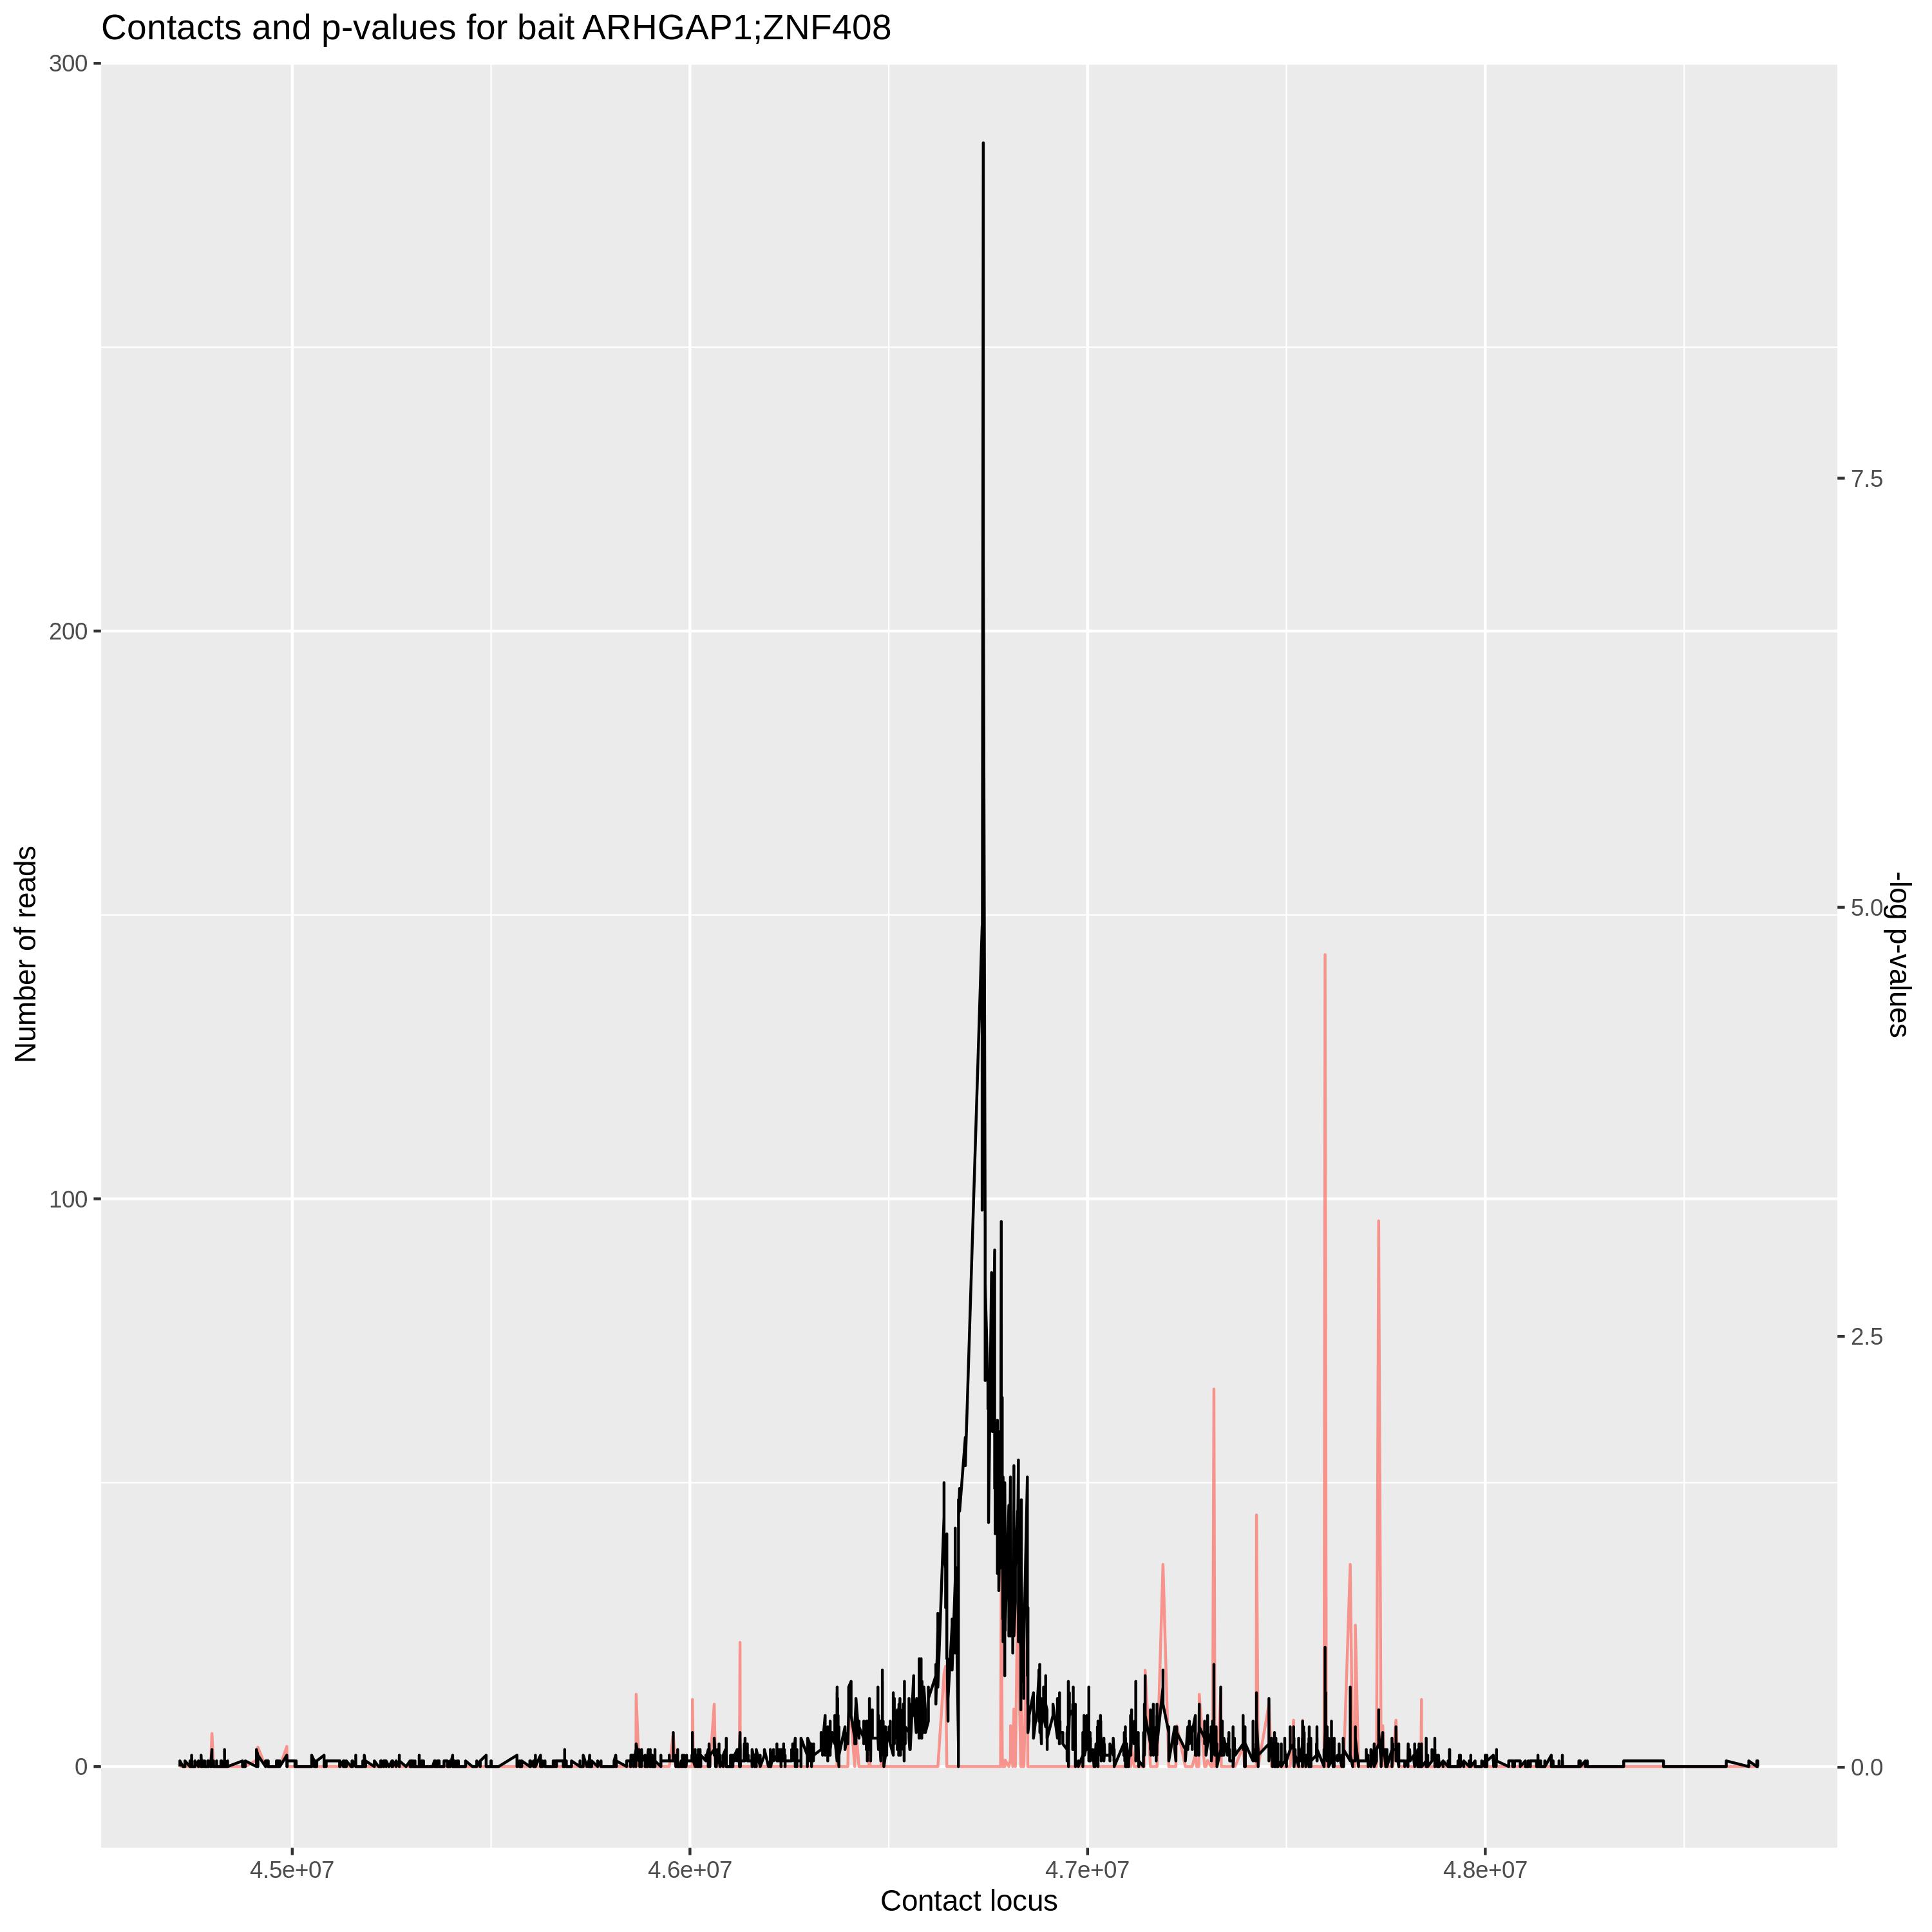 Contacts and p-values for bait ARHGAP1;ZNF408
300
200
100
0
Number of reads
7.5
5.0
2.5
0.0
-log p-values
4.5e+07
4.6e+07
4.7e+07
4.8e+07
Contact locus